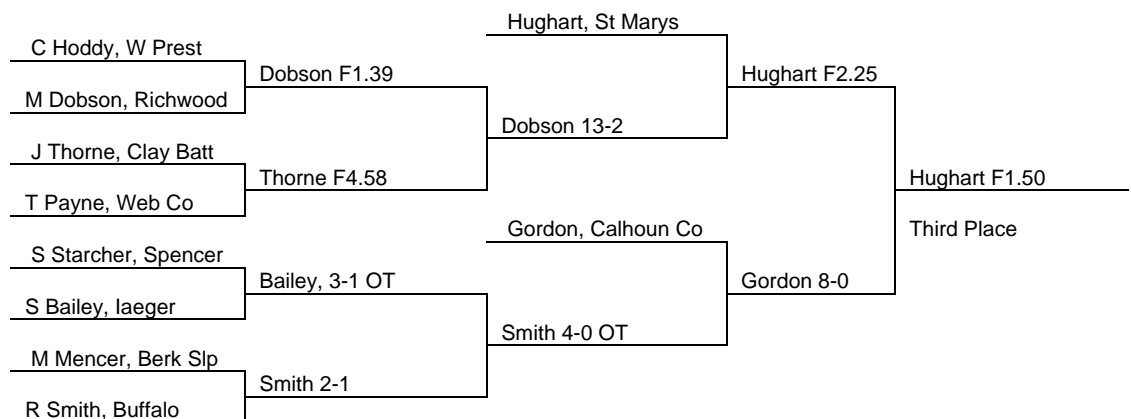 Hughart, St Marys
C Hoddy, W Prest
Dobson F1.39
Hughart F2.25
M Dobson, Richwood
Dobson 13-2
J Thorne, Clay Batt
Thorne F4.58
Hughart F1.50
T Payne, Web Co
Gordon, Calhoun Co
Third Place
S Starcher, Spencer
Bailey, 3-1 OT
Gordon 8-0
S Bailey, Iaeger
Smith 4-0 OT
M Mencer, Berk Slp
Smith 2-1
R Smith, Buffalo